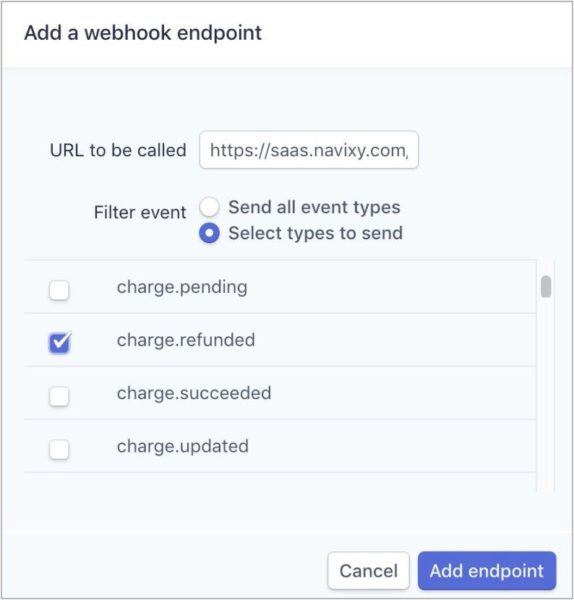 Add a webhook endpoint
URL to be called https://saas.navixy.com,
Filter event Send all event types
Select types to send
charge.pending
charge.refunded
charge.succeeded
charge.updated
Cancel Add endpoint